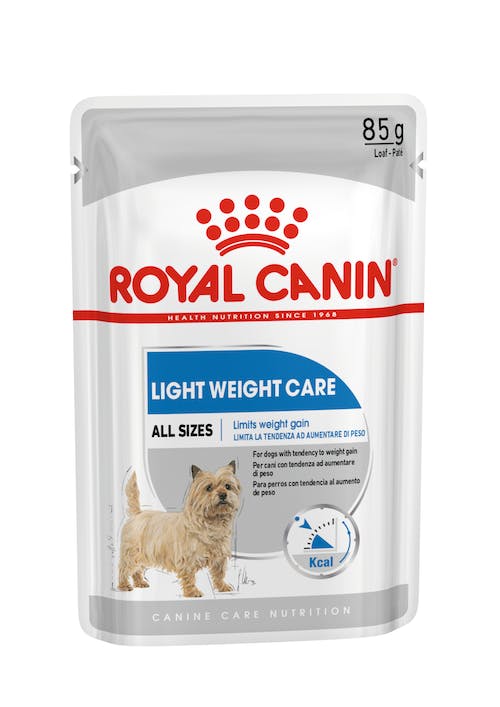 85 g
Loaf - Paté
ROYAL CANIN®
HEALTH NUTRITION SINCE 1968
LIGHT WEIGHT CARE
ALL SIZES
Limits weight gain
LIMITA LA TENDENZA AD AUMENTARE DI PESO
For dogs with tendency to weight gain
Per cani con tendenza ad aumentare
di peso
Para perros con tendencia al aumento
de peso
Kcal
CANINE CARE NUTRITION